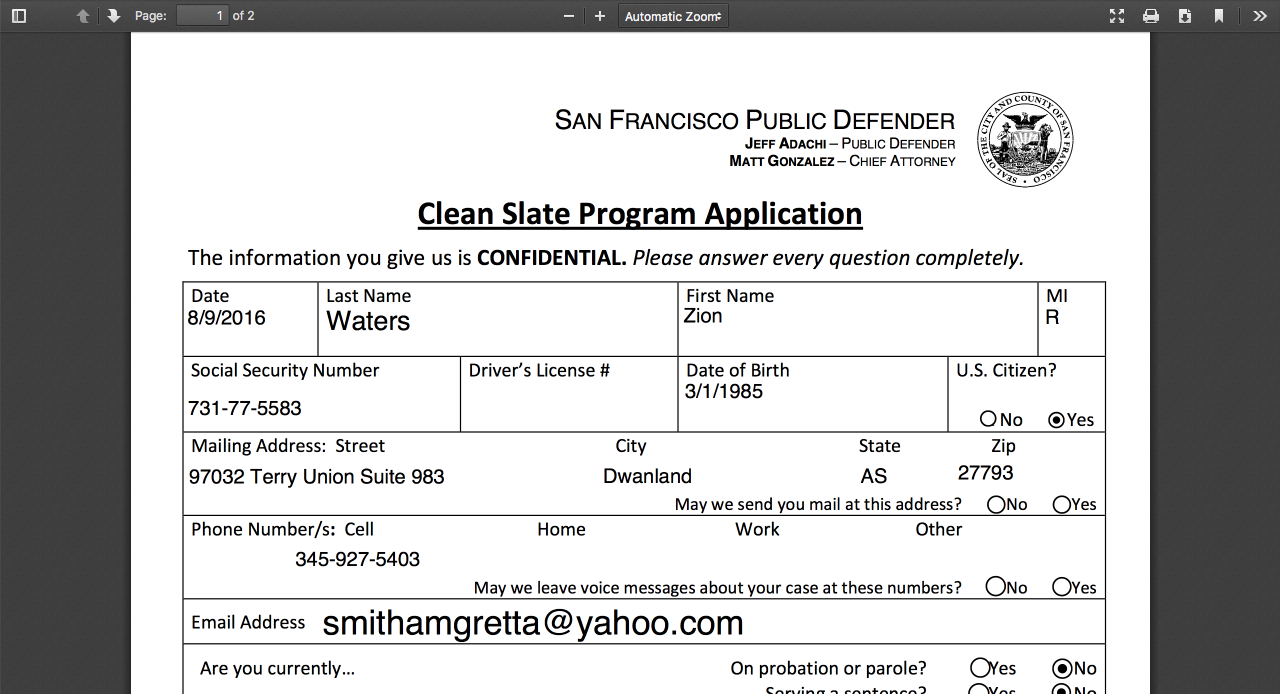 Page: 1 of 2 Automatic Zoom
SEAL OF THE CITY AND COUNTY OF SAN FRANCISCO
SAN FRANCISCO PUBLIC DEFENDER
JEFF ADACHI – PUBLIC DEFENDER
MATT GONZALEZ – CHIEF ATTORNEY
Clean Slate Program Application
The information you give us is CONFIDENTIAL. Please answer every question completely.
Date Last Name First Name MI
8/9/2016 Waters Zion R
Social Security Number Driver's License # Date of Birth U.S. Citizen?
3/1/1985
731-77-5583
No Yes
Mailing Address: Street City State Zip
97032 Terry Union Suite 983 Dwanland AS 27793
May we send you mail at this address? No Yes
Phone Number/s: Cell Home Work Other
345-927-5403
May we leave voice messages about your case at these numbers? No Yes
Email Address smithamgretta@yahoo.com
Are you currently... On probation or parole? Yes No
Serving a sentence? Yes No